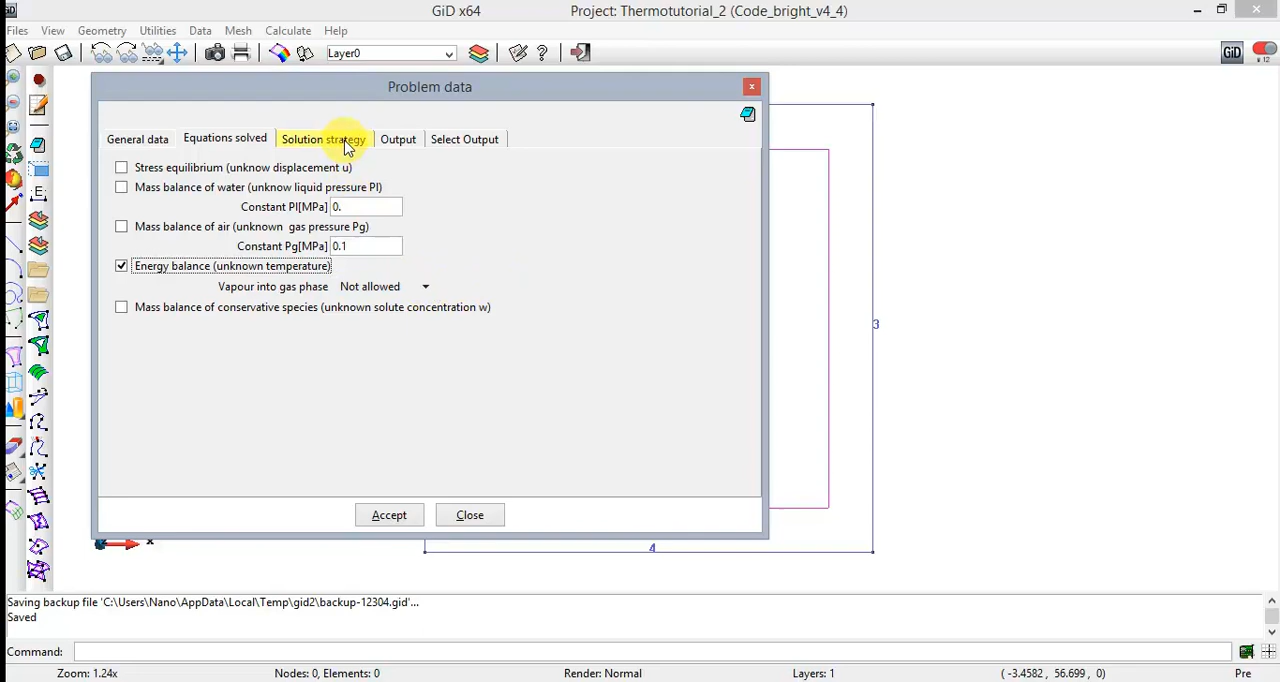 GiD
GiD x64 Project: Thermotutorial_2 (Code_bright_v4_4)
Files View Geometry Utilities Data Mesh Calculate Help
Layer0
GiD
12
Problem data
x
General data Equations solved Solution strategy Output Select Output
Stress equilibrium (unknow displacement u)
Mass balance of water (unknow liquid pressure Pl)
Constant Pl[MPa] 0.
Mass balance of air (unknown gas pressure Pg)
Constant Pg[MPa] 0.1
Energy balance (unknown temperature)
Vapour into gas phase Not allowed
Mass balance of conservative species (unknown solute concentration w)
3
Accept Close
x
4
Saving backup file 'C:\Users\Nano\AppData\Local\Temp\gid2\backup-12304.gid'...
Saved
Command:
Zoom: 1.24x Nodes: 0, Elements: 0 Render: Normal Layers: 1 (-3.4582, 56.699, 0) Pre